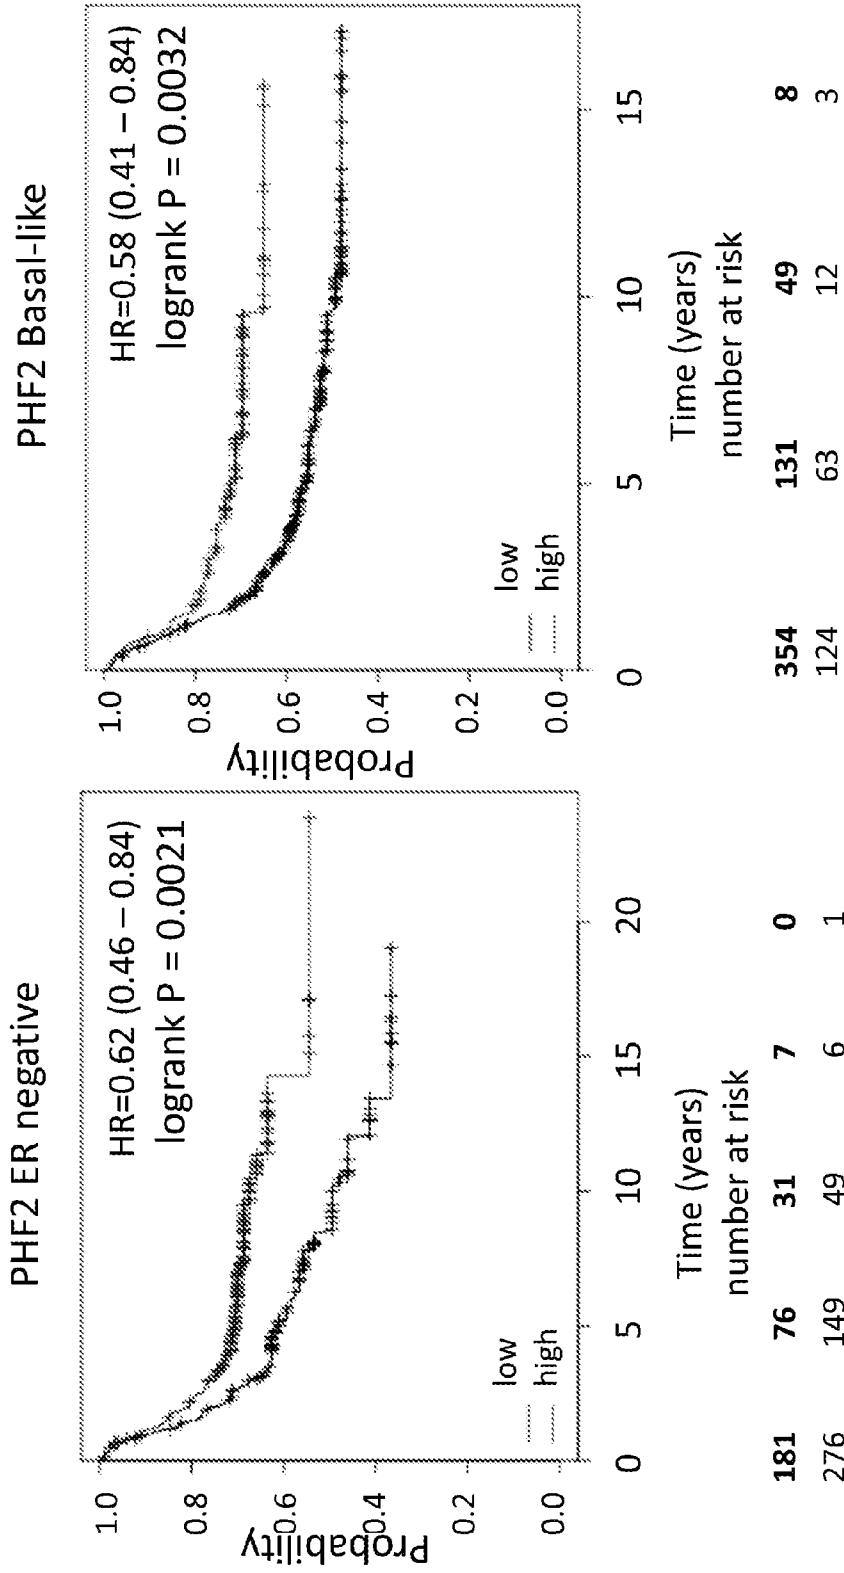 PHF2 ER negative
HR=0.62 (0.46 – 0.84)
logrank P = 0.0021
Probability
1.0
0.8
0.6
0.4
0.2
0.0
low
high
0 5 10 15 20
Time (years)
number at risk
181 76 31 7 0
276 149 49 6 1
PHF2 Basal-like
HR=0.58 (0.41 – 0.84)
logrank P = 0.0032
Probability
1.0
0.8
0.6
0.4
0.2
0.0
low
high
0 5 10 15
Time (years)
number at risk
354 131 49 8
124 63 12 3